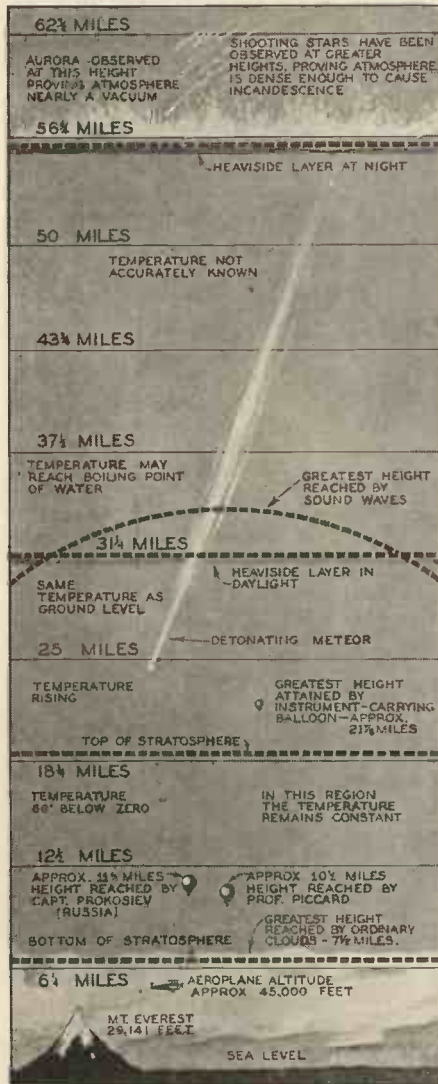 62½ MILES
AURORA OBSERVED
AT THIS HEIGHT
PROVING ATMOSPHERE
NEARLY A VACUUM
SHOOTING STARS HAVE BEEN
OBSERVED AT GREATER
HEIGHTS, PROVING ATMOSPHERE
IS DENSE ENOUGH TO CAUSE
INCANDESCENCE
56¼ MILES
HEAVISIDE LAYER AT NIGHT
50 MILES
TEMPERATURE NOT
ACCURATELY KNOWN
43¾ MILES
37½ MILES
TEMPERATURE MAY
REACH BOILING POINT
OF WATER
GREATEST HEIGHT
REACHED BY
SOUND WAVES
31¼ MILES
HEAVISIDE LAYER IN
DAYLIGHT
SAME
TEMPERATURE AS
GROUND LEVEL
DETONATING METEOR
25 MILES
TEMPERATURE
RISING
GREATEST HEIGHT
ATTAINED BY
INSTRUMENT-CARRYING
BALLOON-APPROX.
MILES
TOP OF STRATOSPHERE
18¾ MILES
TEMPERATURE
BELOW ZERO
IN THIS REGION
THE TEMPERATURE
REMAINS CONSTANT
12½ MILES
APPROX. 11½ MILES
HEIGHT REACHED BY
CAPT. PROKOSIEV
(RUSSIA)
APPROX 10½ MILES
HEIGHT REACHED BY
PROF. PICCARD
GREATEST HEIGHT
REACHED BY ORDINARY
CLOUDS - 7½ MILES.
BOTTOM OF STRATOSPHERE
6¼ MILES
AEROPLANE ALTITUDE
APPROX 45,000 FEET
MT. EVEREST
29,141 FEET
SEA LEVEL